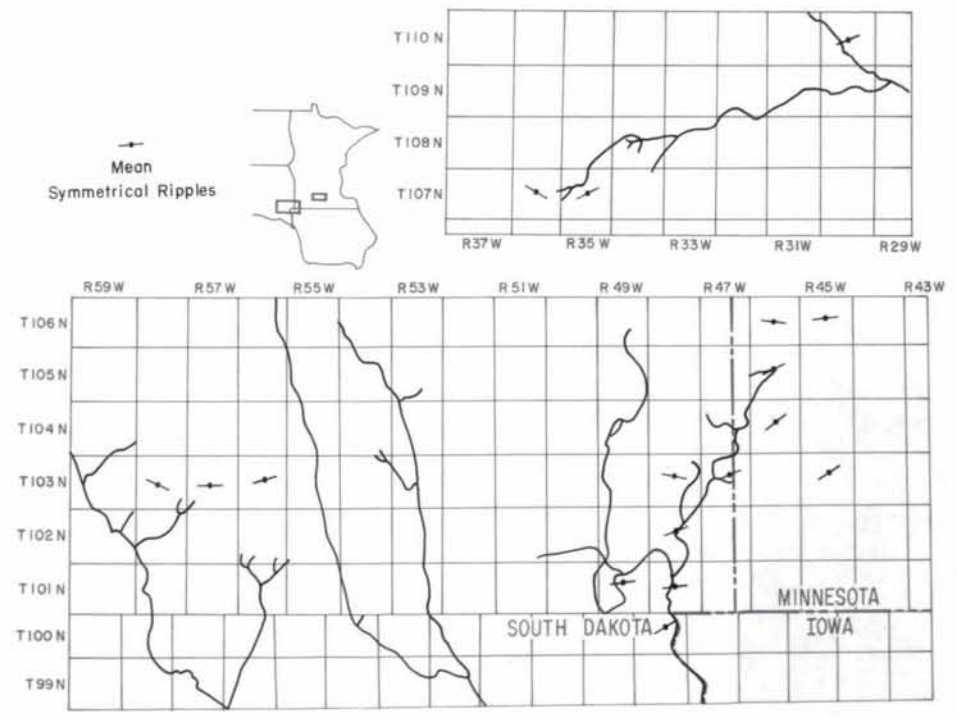 T110N
T109N
T108N
T107N
R37W R35W R33W R31W R29W
Mean
Symmetrical Ripples
R59W R57W R55W R53W R51W R49W R47W R45W R43W
T106N
T105N
T104N
T103N
T102N
T101N
T100N
T99N
MINNESOTA
SOUTH DAKOTA IOWA